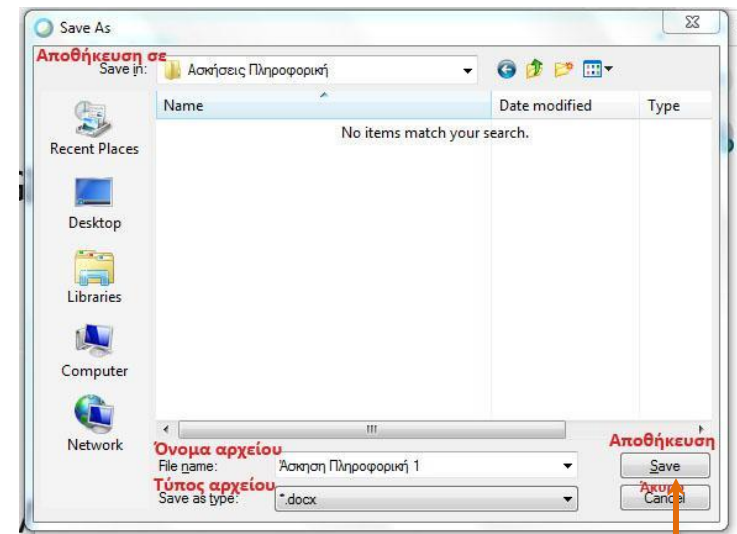 Save As
Αποθήκευση σε
Save in: Ασκήσεις Πληροφορική
Name Date modified Type
No items match your search.
Recent Places
Desktop
Libraries
Computer
Network
Όνομα αρχείου
File name: Άσκηση Πληροφορική 1
Αποθήκευση
Save
Τύπος αρχείου
Save as type: *.docx
Άκυρο
Cancel